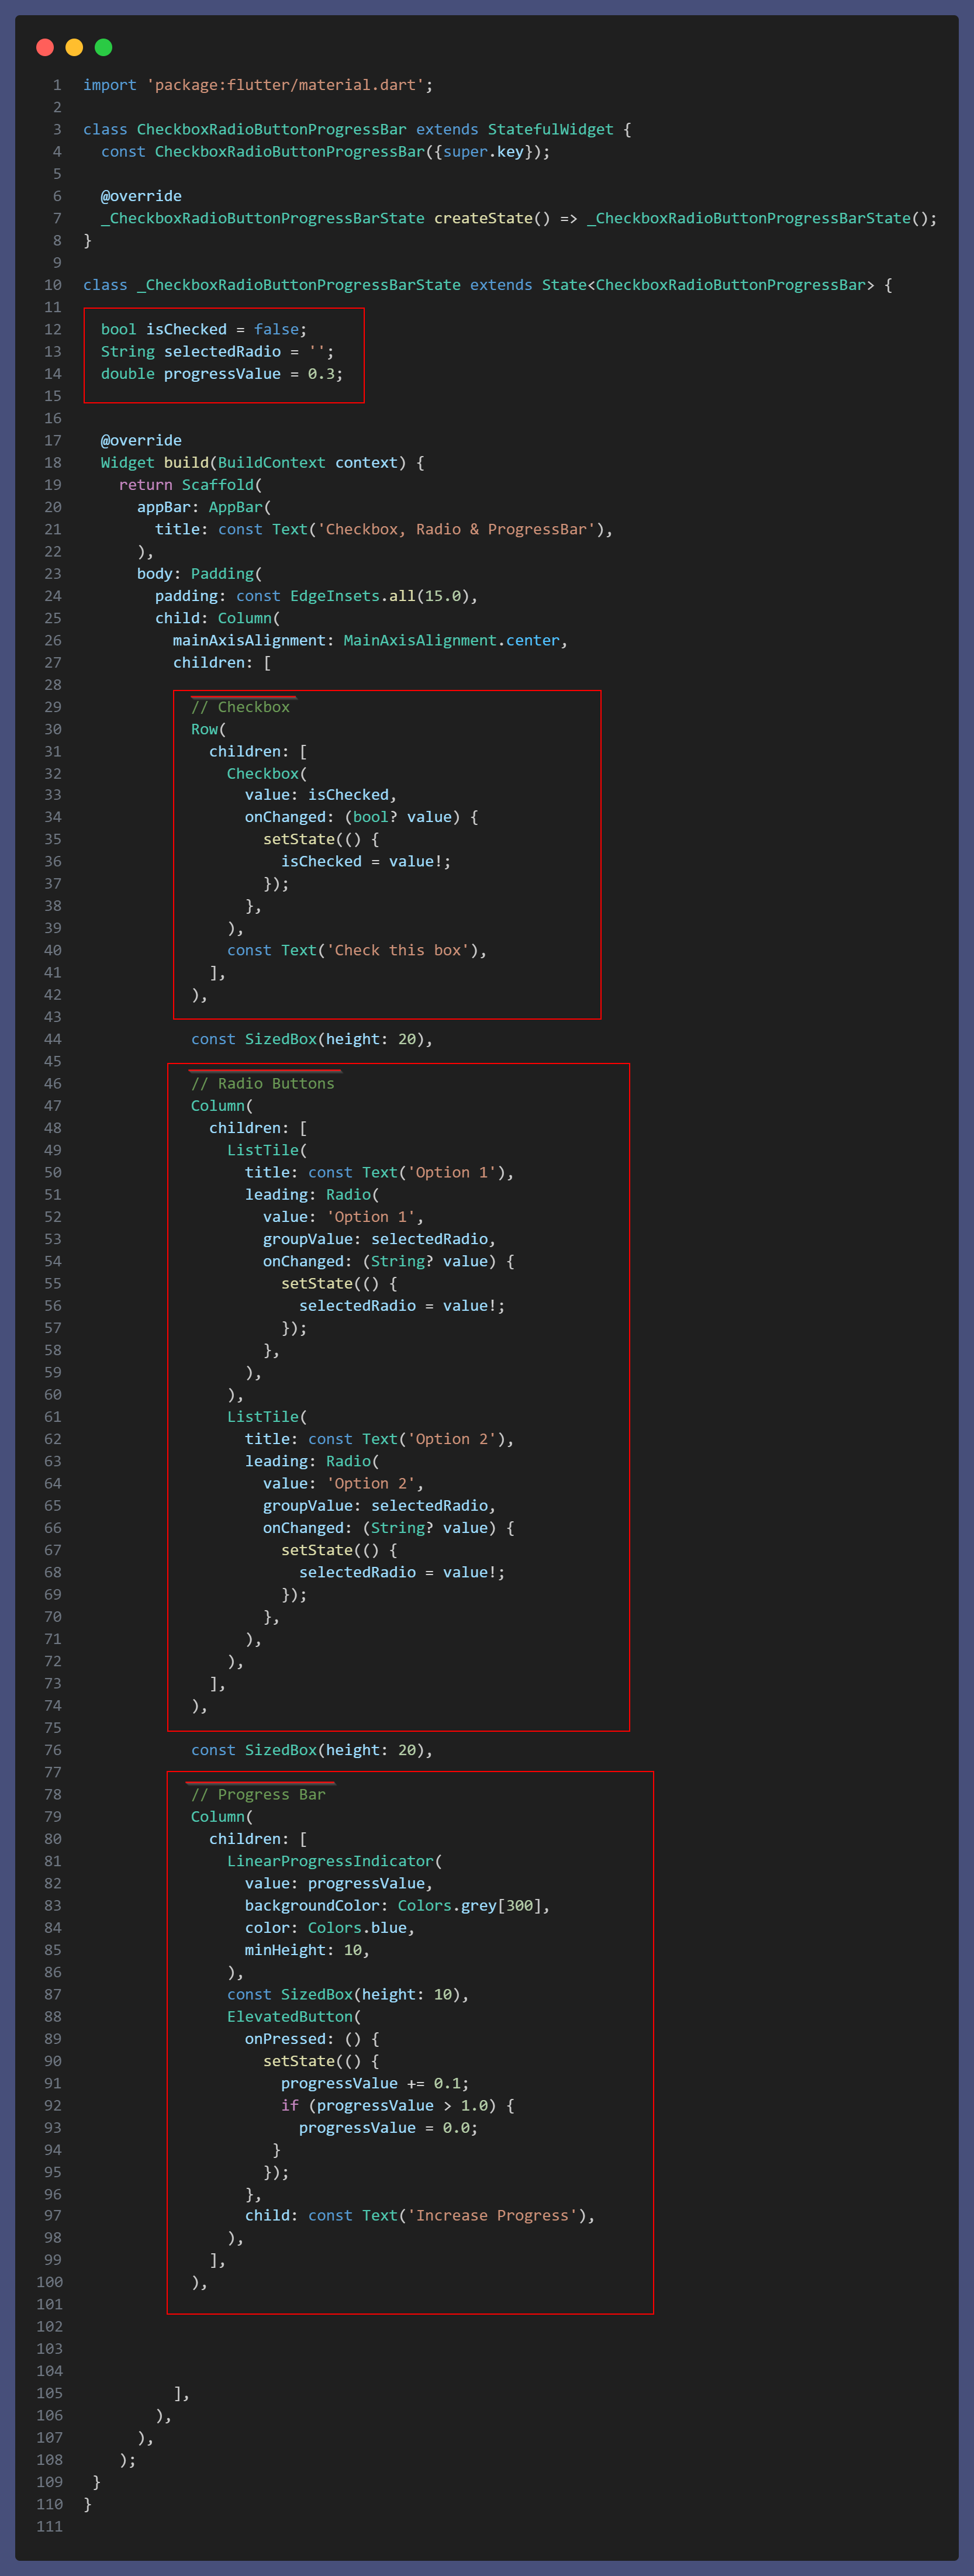 1 import 'package:flutter/material.dart';
2
3 class CheckboxRadioButtonProgressBar extends StatefulWidget {
4   const CheckboxRadioButtonProgressBar({super.key});
5
6   @override
7   _CheckboxRadioButtonProgressBarState createState() => _CheckboxRadioButtonProgressBarState();
8 }
9
10 class _CheckboxRadioButtonProgressBarState extends State<CheckboxRadioButtonProgressBar> {
11
12   bool isChecked = false;
13   String selectedRadio = '';
14   double progressValue = 0.3;
15
16
17   @override
18   Widget build(BuildContext context) {
19     return Scaffold(
20       appBar: AppBar(
21         title: const Text('Checkbox, Radio & ProgressBar'),
22       ),
23       body: Padding(
24         padding: const EdgeInsets.all(15.0),
25         child: Column(
26           mainAxisAlignment: MainAxisAlignment.center,
27           children: [
28
29             // Checkbox
30             Row(
31               children: [
32                 Checkbox(
33                   value: isChecked,
34                   onChanged: (bool? value) {
35                     setState(() {
36                       isChecked = value!;
37                     });
38                   },
39                 ),
40                 const Text('Check this box'),
41               ],
42             ),
43
44             const SizedBox(height: 20),
45
46             // Radio Buttons
47             Column(
48               children: [
49                 ListTile(
50                   title: const Text('Option 1'),
51                   leading: Radio(
52                     value: 'Option 1',
53                     groupValue: selectedRadio,
54                     onChanged: (String? value) {
55                       setState(() {
56                         selectedRadio = value!;
57                       });
58                     },
59                   ),
60                 ),
61                 ListTile(
62                   title: const Text('Option 2'),
63                   leading: Radio(
64                     value: 'Option 2',
65                     groupValue: selectedRadio,
66                     onChanged: (String? value) {
67                       setState(() {
68                         selectedRadio = value!;
69                       });
70                     },
71                   ),
72                 ),
73               ],
74             ),
75
76             const SizedBox(height: 20),
77
78             // Progress Bar
79             Column(
80               children: [
81                 LinearProgressIndicator(
82                   value: progressValue,
83                   backgroundColor: Colors.grey[300],
84                   color: Colors.blue,
85                   minHeight: 10,
86                 ),
87                 const SizedBox(height: 10),
88                 ElevatedButton(
89                   onPressed: () {
90                     setState(() {
91                       progressValue += 0.1;
92                       if (progressValue > 1.0) {
93                         progressValue = 0.0;
94                      }
95                     });
96                   },
97                   child: const Text('Increase Progress'),
98                 ),
99               ],
100             ),
101
102
103
104
105           ],
106         ),
107       ),
108     );
109  }
110 }
111